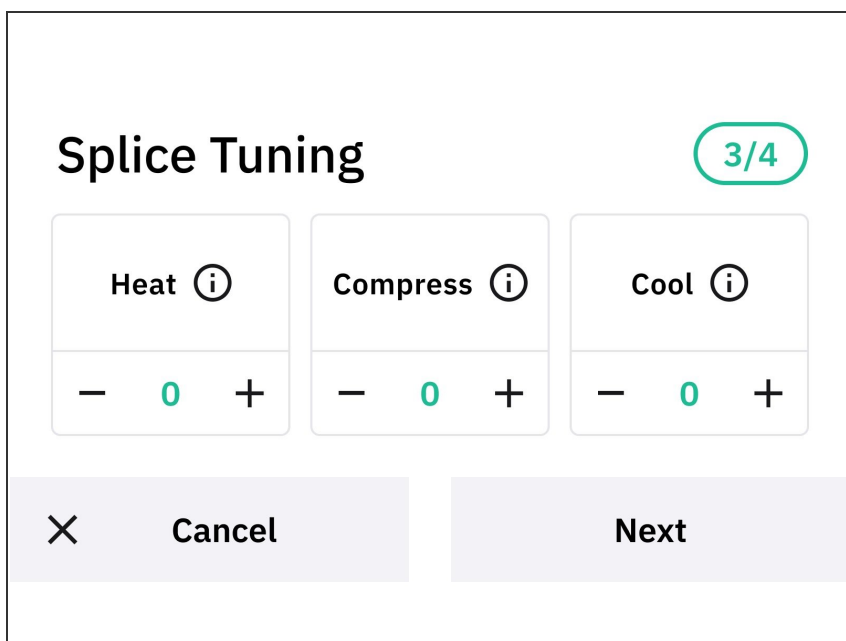 Splice Tuning 3/4
Heat Compress Cool
− 0 + − 0 + − 0 +
Cancel Next